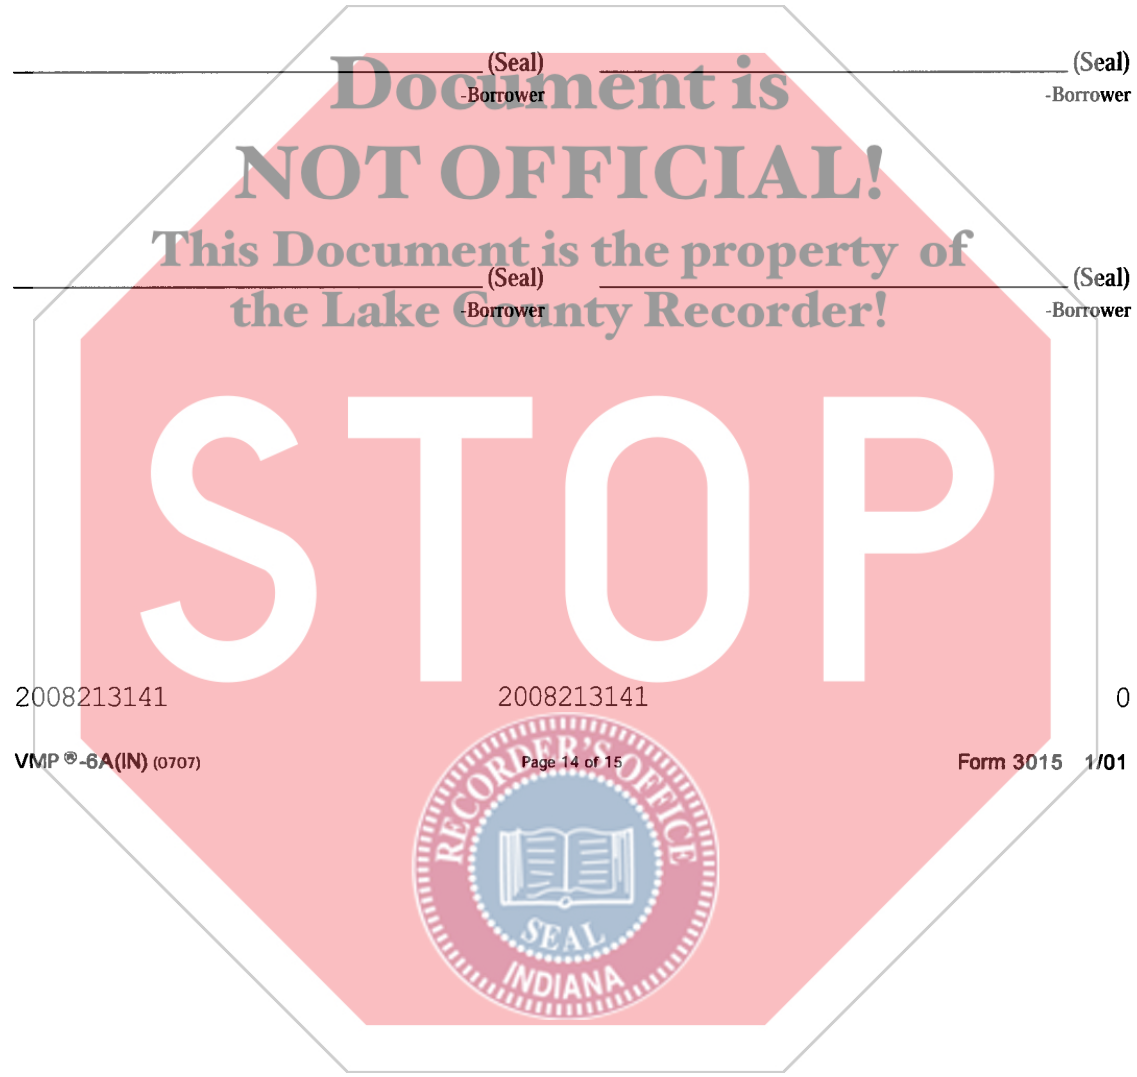 (Seal) (Seal)
-Borrower -Borrower
Document is
NOT OFFICIAL!
This Document is the property of
(Seal) (Seal)
the Lake County Recorder!
-Borrower -Borrower
STOP
2008213141 2008213141 0
VMP ®-6A(IN) (0707) Page 14 of 15 Form 3015 1/01
RECORDER'S OFFICE
SEAL
INDIANA